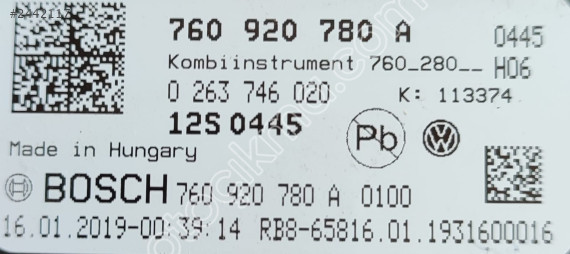 #2442117
760 920 780 A 0445
Kombiinstrument 760_280__ H06
0 263 746 020 K: 113374
12S 0445 Pb
Made in Hungary
BOSCH 760 920 780 A 0100
16.01.2019-00:39:14 RB8-65816.01.1931600016